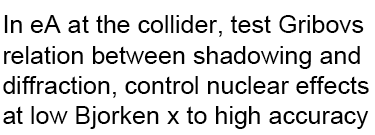 In eA at the collider, test Gribovs
relation between shadowing and
diffraction, control nuclear effects
at low Bjorken x to high accuracy